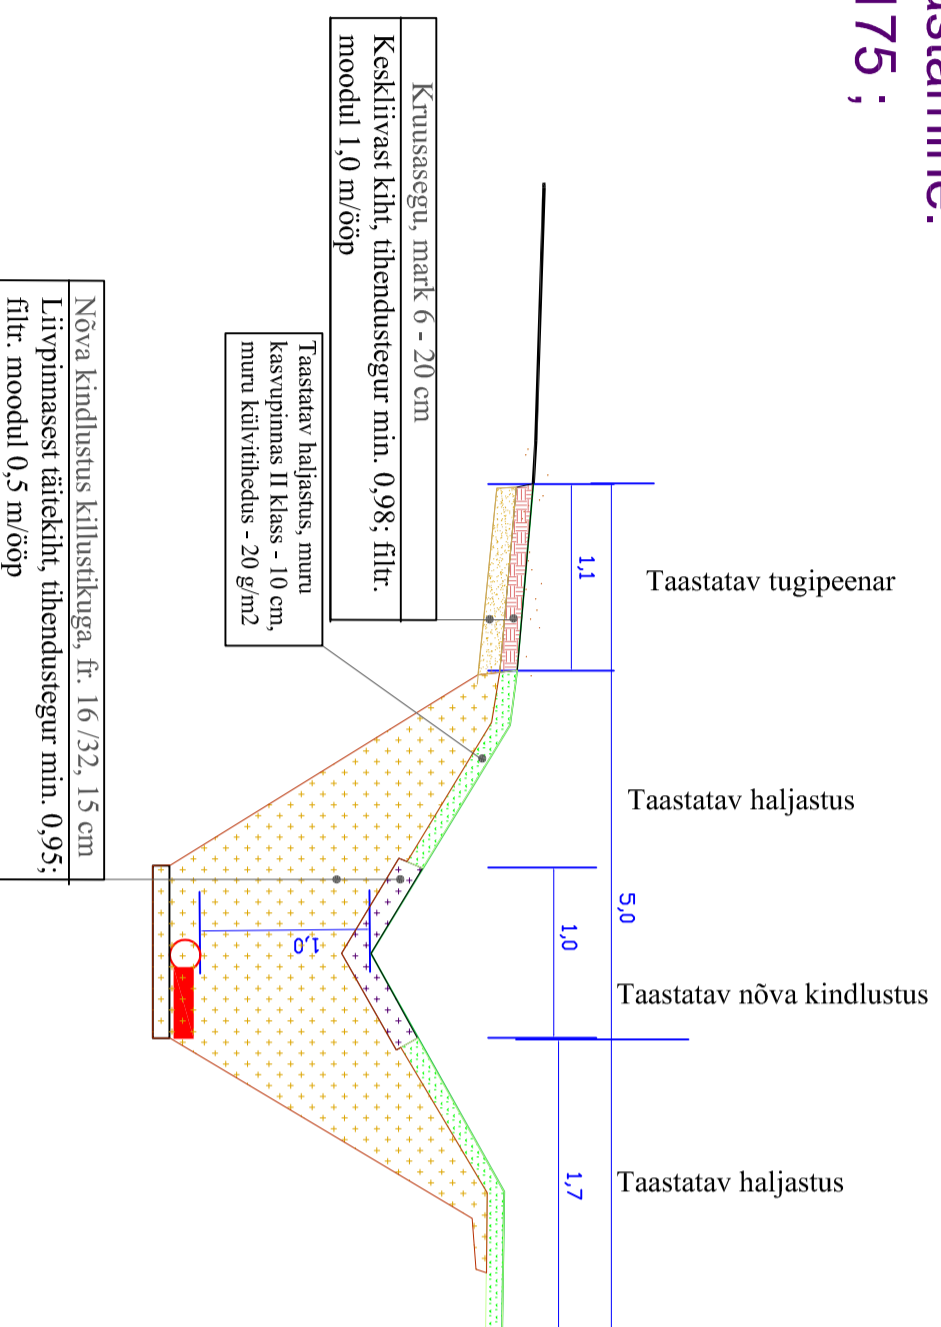 175 ;
Kruusasegu, mark 6 - 20 cm
Keskliivast kiht, tihendustegur min. 0,98; filtr.
moodul 1,0 m/ööp
Taastatav haljastus, muru
kasvupinnas II klass - 10 cm,
muru külvitihedus - 20 g/m2
Nõva kindlustus killustikuga, fr. 16 /32, 15 cm
Liivpinnasest täitekiht, tihendustegur min. 0,95;
filtr. moodul 0,5 m/ööp
Taastatav tugipeenar
1,1
Taastatav haljastus
5,0
1,0
1,0
Taastatav nõva kindlustus
Taastatav haljastus
1,7